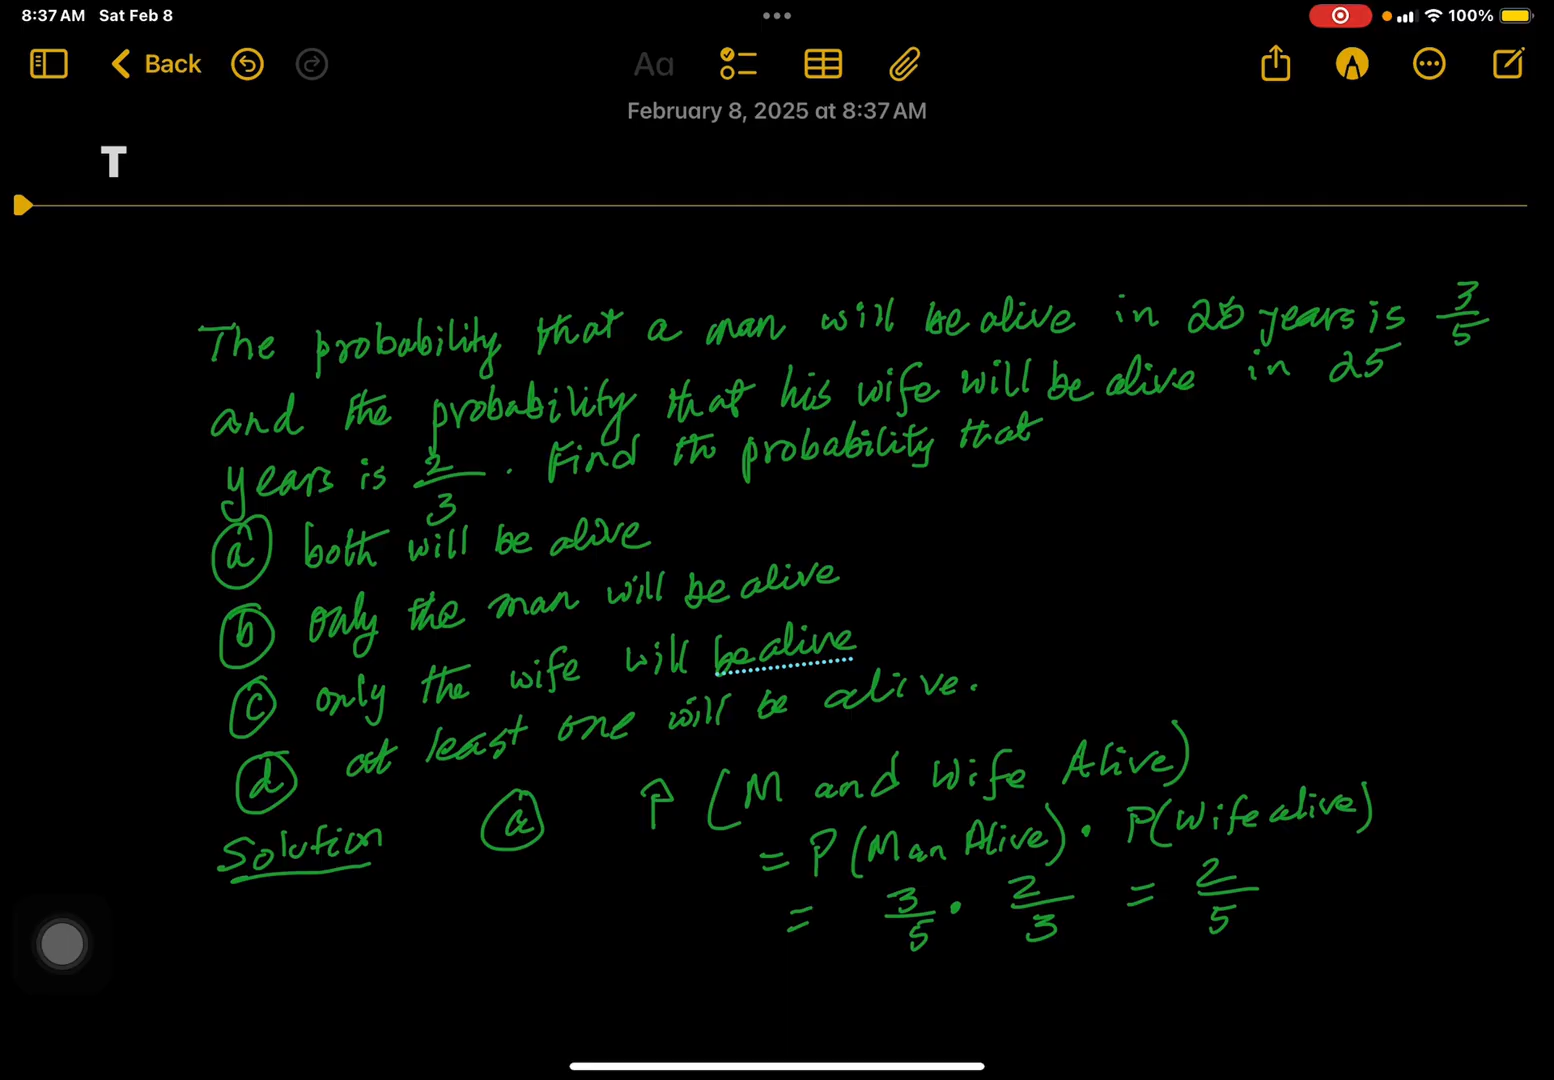 8:37 AM Sat Feb 8
100%
Back
Aa
February 8, 2025 at 8:37 AM
T
The probability that a man will be alive in 25 years is 3/5
and the probability that his wife will be alive in 25
years is 2/3. Find the probability that
(a) both will be alive
(b) only the man will be alive
(c) only the wife will be alive
(d) at least one will be alive.
Solution (a) P (M and Wife Alive)
= P(Man Alive) · P(Wife alive)
= 3/5 · 2/3 = 2/5